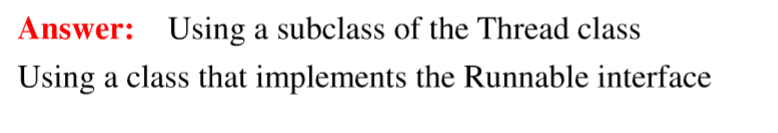 Answer: Using a subclass of the Thread class
Using a class that implements the Runnable interface